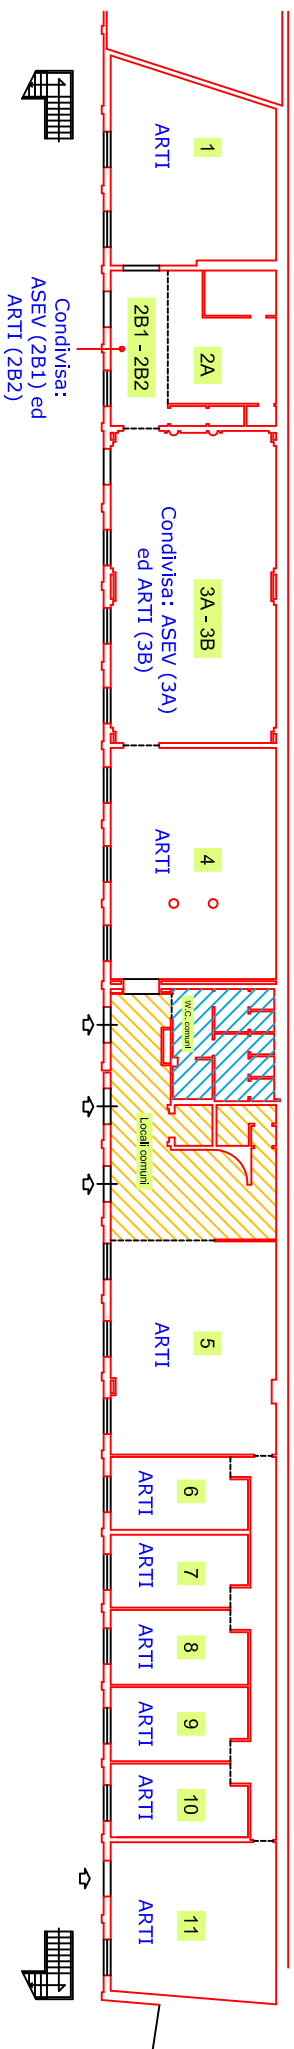 1
ARTI
2A
2B1 - 2B2
Condivisa:
ASEV (2B1) ed
ARTI (2B2)
3A - 3B
Condivisa: ASEV (3A)
ed ARTI (3B)
4
ARTI
W.C. comuni
Locali comuni
5
ARTI
6
ARTI
7
ARTI
8
ARTI
9
ARTI
10
ARTI
11
ARTI